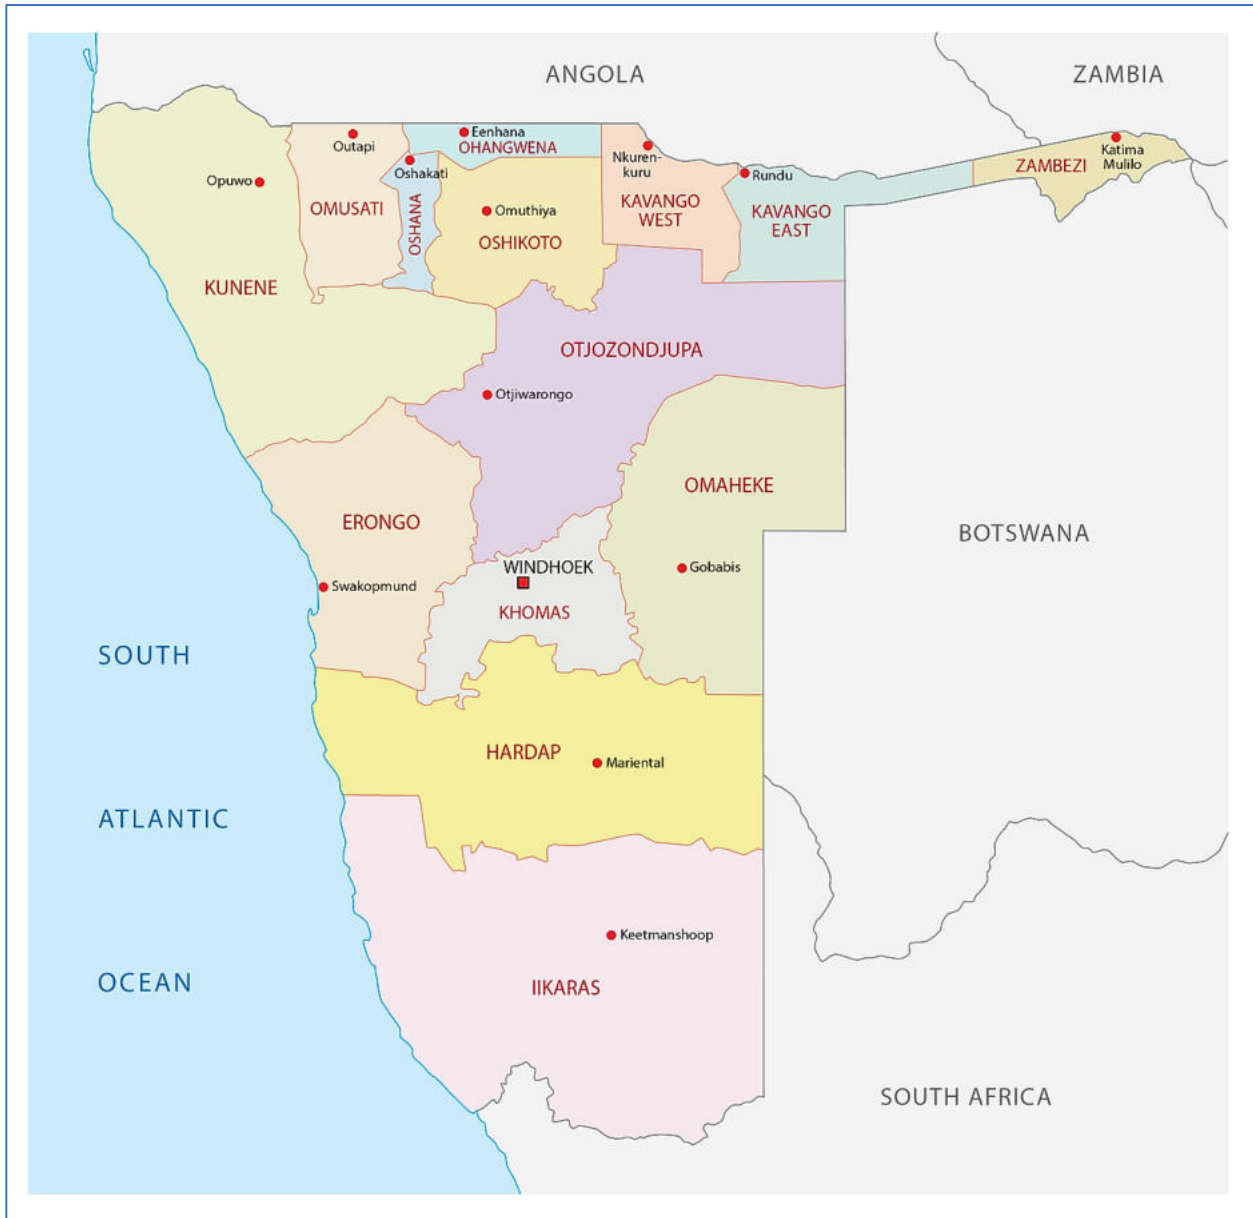 ANGOLA
ZAMBIA
Eenhana
Outapi
OHANGWENA
Nkuren-
kuru
Katima
Mulilo
Oshakati
ZAMBEZI
Rundu
Opuwo
OMUSATI
OSHANA
Omuthiya
OSHIKOTO
KAVANGO
WEST
KAVANGO
EAST
KUNENE
OTJOZONDJUPA
Otjiwarongo
OMAHEKE
ERONGO
BOTSWANA
WINDHOEK
Gobabis
Swakopmund
KHOMAS
SOUTH
HARDAP
Mariental
ATLANTIC
Keetmanshoop
OCEAN
IIKARAS
SOUTH AFRICA